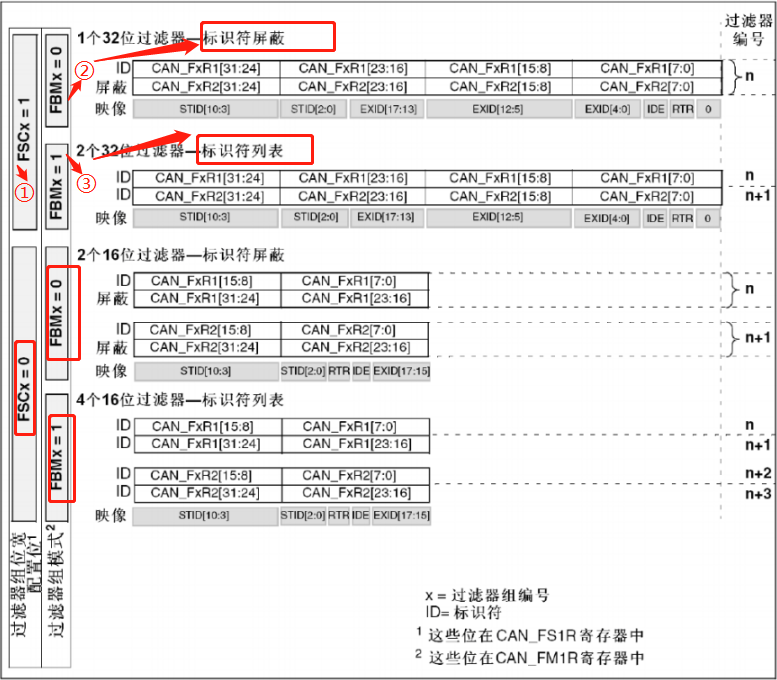 过滤器
编号
1个32位过滤器—标识符屏蔽
②
ID CAN_FxR1[31:24] CAN_FxR1[23:16] CAN_FxR1[15:8] CAN_FxR1[7:0]
n
屏蔽 CAN_FxR2[31:24] CAN_FxR2[23:16] CAN_FxR2[15:8] CAN_FxR2[7:0]
映像 STID[10:3] STID[2:0] EXID[17:13] EXID[12:5] EXID[4:0] IDE RTR 0
FBMx = 0
FSCx = 1
①
2个32位过滤器—标识符列表
③
ID CAN_FxR1[31:24] CAN_FxR1[23:16] CAN_FxR1[15:8] CAN_FxR1[7:0] n
ID CAN_FxR2[31:24] CAN_FxR2[23:16] CAN_FxR2[15:8] CAN_FxR2[7:0] n+1
映像 STID[10:3] STID[2:0] EXID[17:13] EXID[12:5] EXID[4:0] IDE RTR 0
FBMx = 1
2个16位过滤器—标识符屏蔽
ID CAN_FxR1[15:8] CAN_FxR1[7:0]
n
屏蔽 CAN_FxR1[31:24] CAN_FxR1[23:16]
ID CAN_FxR2[15:8] CAN_FxR2[7:0]
n+1
屏蔽 CAN_FxR2[31:24] CAN_FxR2[23:16]
映像 STID[10:3] STID[2:0] RTR IDE EXID[17:15]
FBMx = 0
FSCx = 0
4个16位过滤器—标识符列表
ID CAN_FxR1[15:8] CAN_FxR1[7:0] n
ID CAN_FxR1[31:24] CAN_FxR1[23:16] n+1
ID CAN_FxR2[15:8] CAN_FxR2[7:0] n+2
ID CAN_FxR2[31:24] CAN_FxR2[23:16] n+3
映像 STID[10:3] STID[2:0] RTR IDE EXID[17:15]
FBMx = 1
过滤器组位宽
配置位1
过滤器组模式2
x = 过滤器组编号
ID= 标识符
1 这些位在CAN_FS1R寄存器中
2 这些位在CAN_FM1R寄存器中